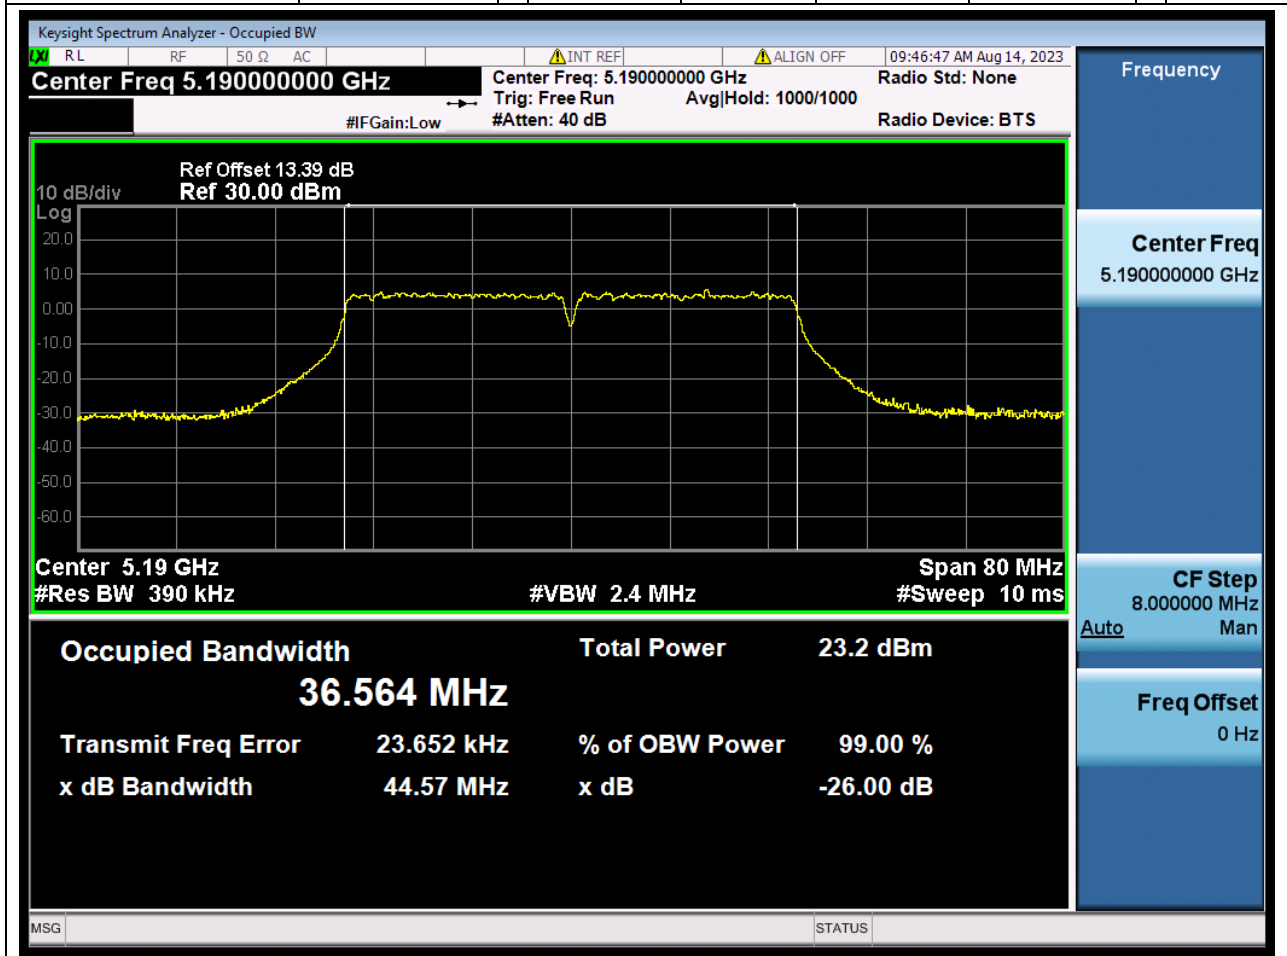 Keysight Spectrum Analyzer - Occupied BW
LXI RL RF 50 Ω AC INT REF ALIGN OFF 09:46:47 AM Aug 14, 2023
Center Freq 5.190000000 GHz
Center Freq: 5.190000000 GHz
Radio Std: None
Trig: Free Run Avg|Hold: 1000/1000
#IFGain:Low
#Atten: 40 dB
Radio Device: BTS
Ref Offset 13.39 dB
10 dB/div Ref 30.00 dBm
Log
20.0
10.0
0.00
-10.0
-20.0
-30.0
-40.0
-50.0
-60.0
Center 5.19 GHz Span 80 MHz
#Res BW 390 kHz #VBW 2.4 MHz #Sweep 10 ms
Occupied Bandwidth Total Power 23.2 dBm
36.564 MHz
Transmit Freq Error 23.652 kHz % of OBW Power 99.00 %
x dB Bandwidth 44.57 MHz x dB -26.00 dB
MSG STATUS
Frequency
Center Freq
5.190000000 GHz
CF Step
8.000000 MHz
Auto Man
Freq Offset
0 Hz